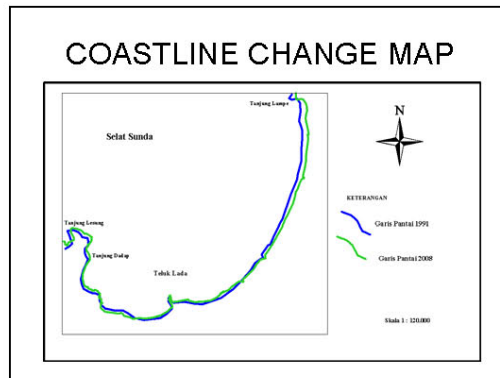 COASTLINE CHANGE MAP
Tanjung Lampe
N
Selat Sunda
KETERANGAN
Garis Pantai 1991
Tanjung Lesung
Tanjung Dadap
Garis Pantai 2008
Teluk Lada
Skala 1 : 120.000